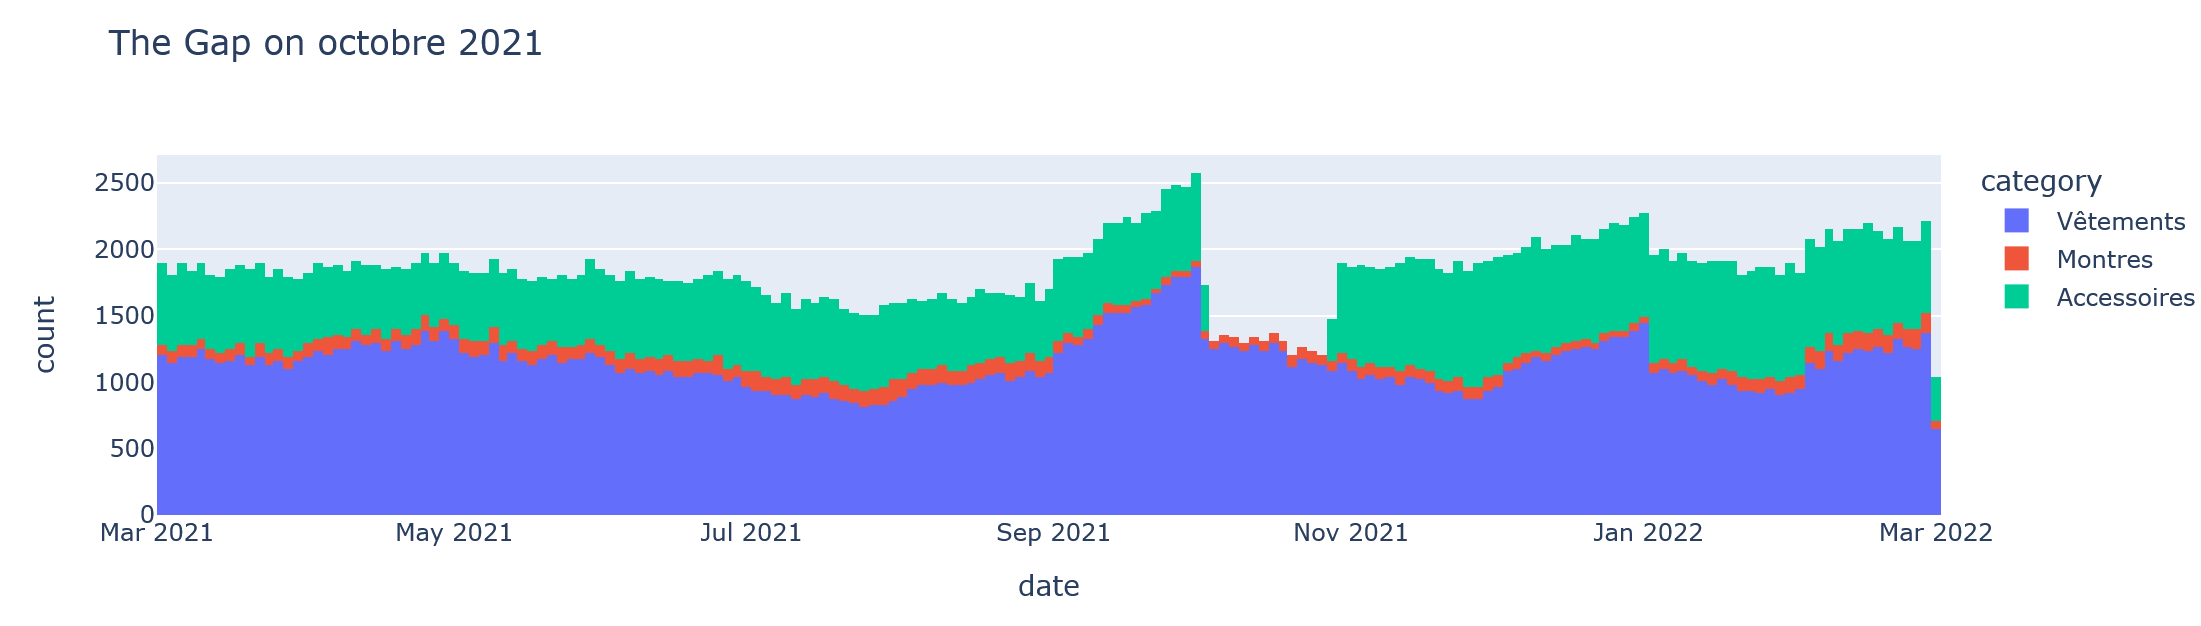 The Gap on octobre 2021
count
2500
2000
1500
1000
500
0
Mar 2021
May 2021
Jul 2021
Sep 2021
Nov 2021
Jan 2022
Mar 2022
date
category
Vêtements
Montres
Accessoires